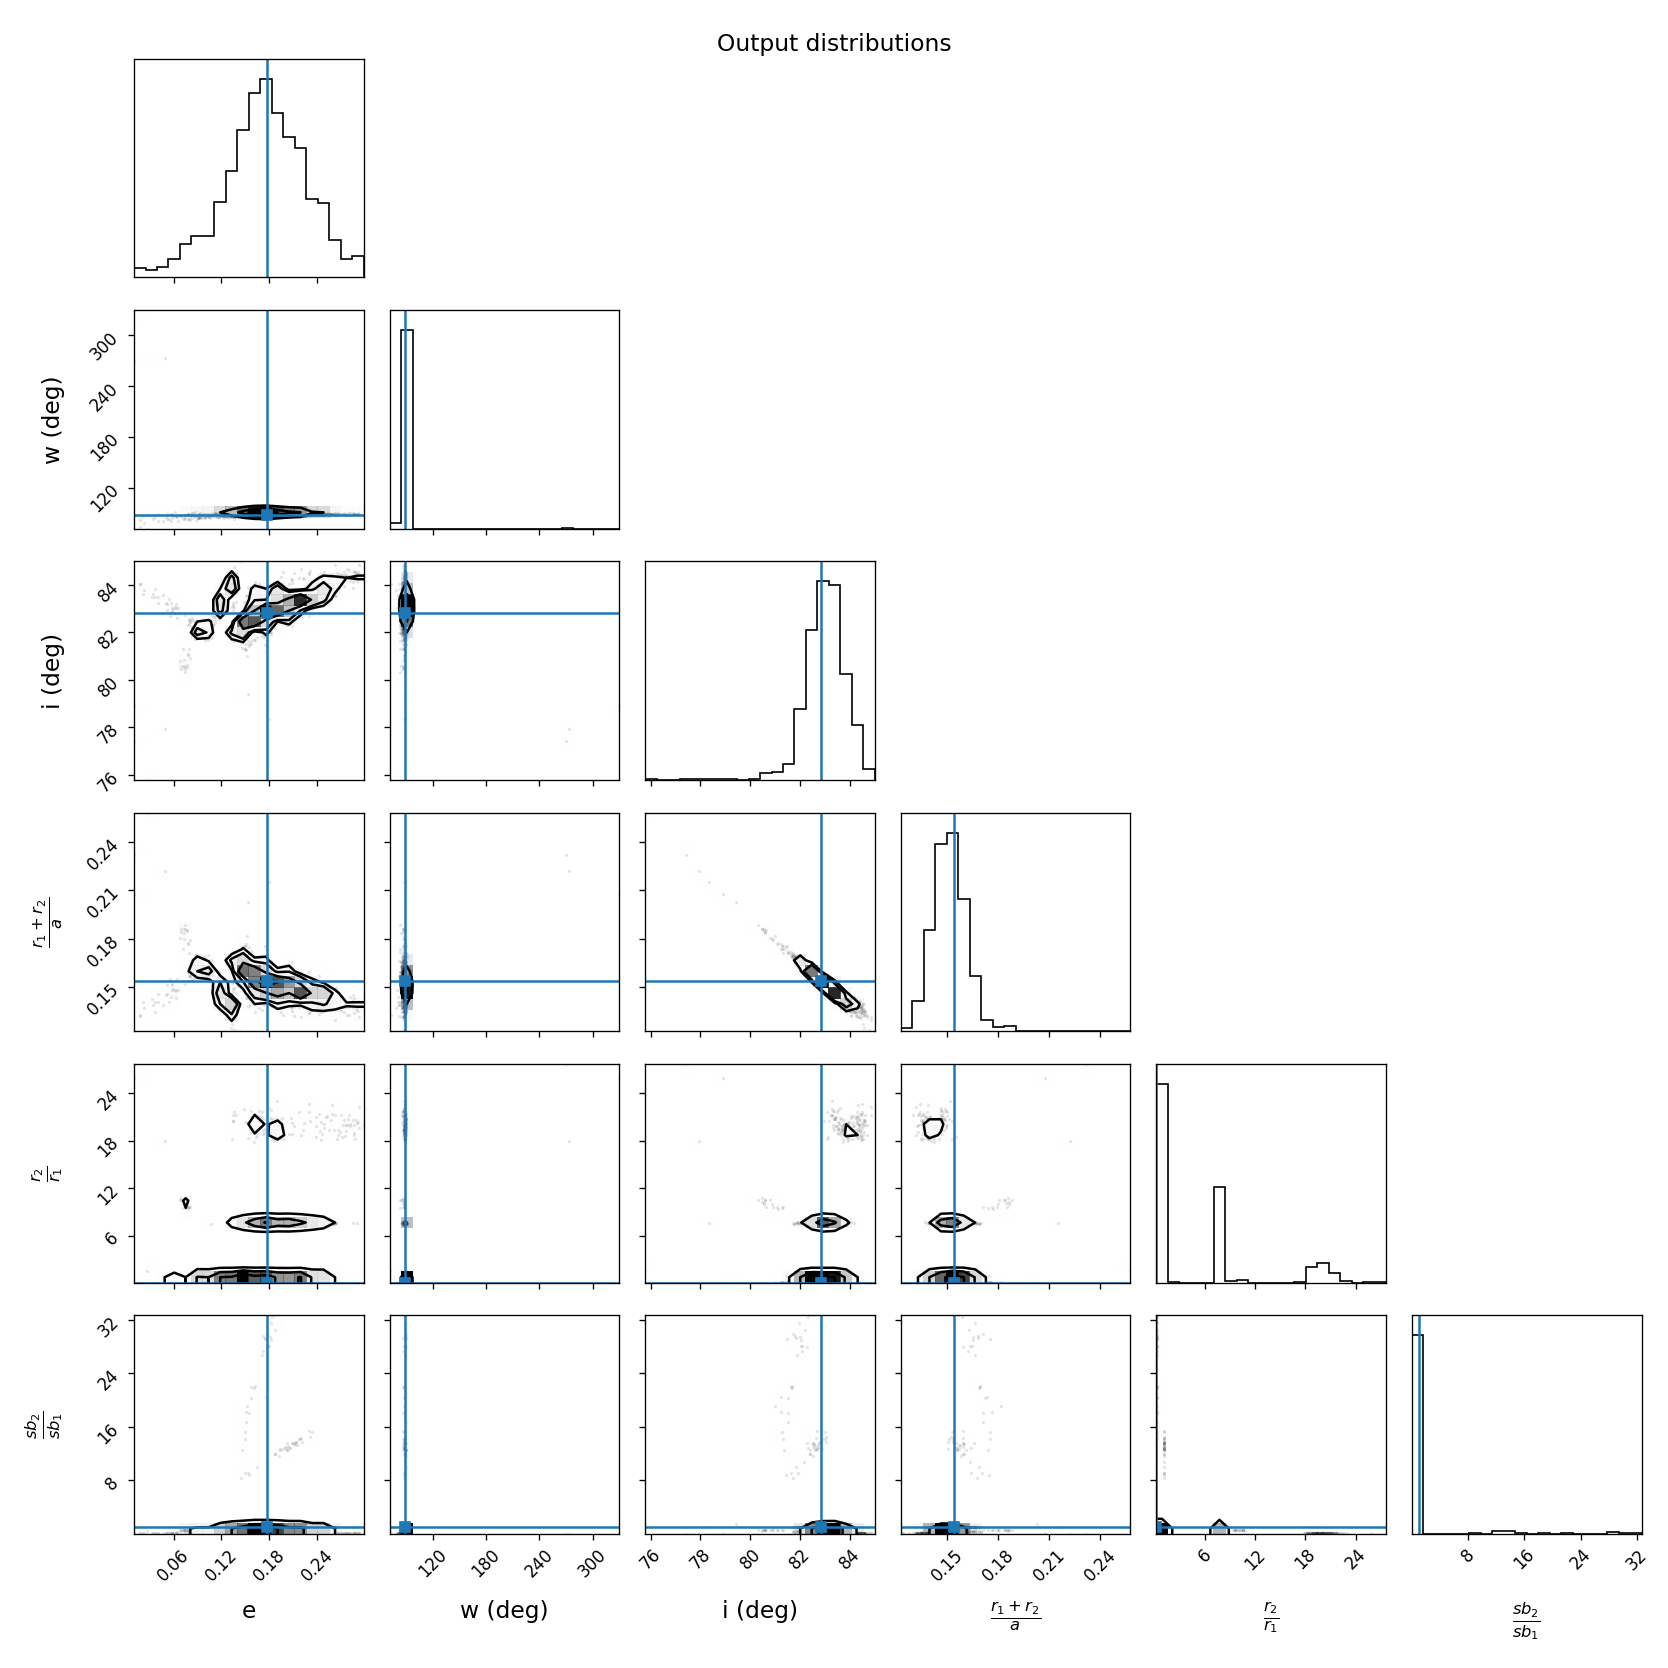 Output distributions
w (deg)
300
240
180
120
i (deg)
84
82
80
78
76
r₁ + r₂
a
0.24
0.21
0.18
0.15
r₂
r₁
24
18
12
6
sb₂
sb₁
32
24
16
8
0.06 0.12 0.18 0.24 120 180 240 300 76 78 80 82 84 0.15 0.18 0.21 0.24 6 12 18 24 8 16 24 32
e w (deg) i (deg) r₁ + r₂ r₂ sb₂
a r₁ sb₁